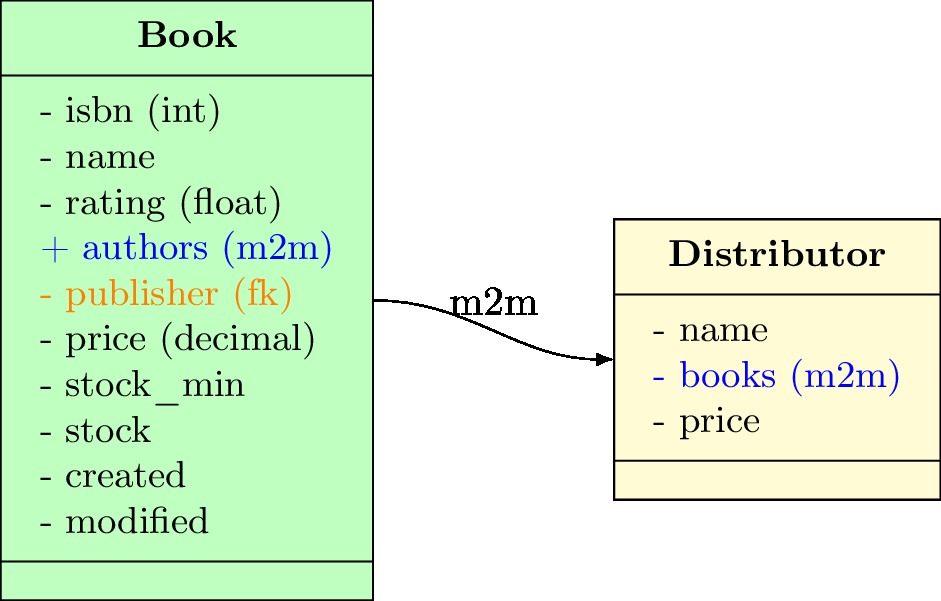 Book
- isbn (int)
- name
- rating (float)
+ authors (m2m)
- publisher (fk)
- price (decimal)
- stock_min
- stock
- created
- modified
m2m
Distributor
- name
- books (m2m)
- price